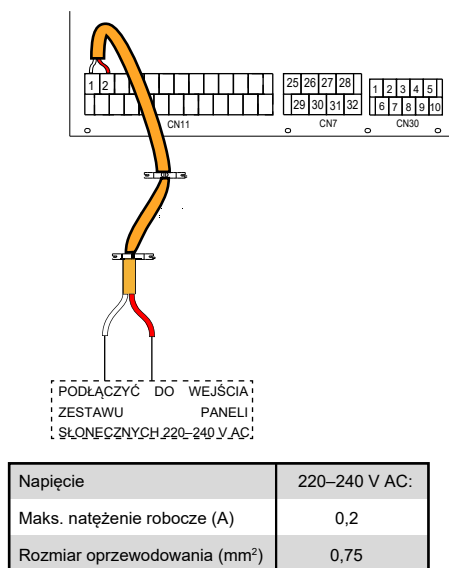 1 2
25 26 27 28
29 30 31 32
1 2 3 4 5
6 7 8 9 10
CN11
CN7
CN30
PODŁĄCZYĆ DO WEJŚCIA
ZESTAWU PANELI
SŁONECZNYCH 220–240 V AC
Napięcie 220–240 V AC:
Maks. natężenie robocze (A) 0,2
Rozmiar oprzewodowania (mm²) 0,75